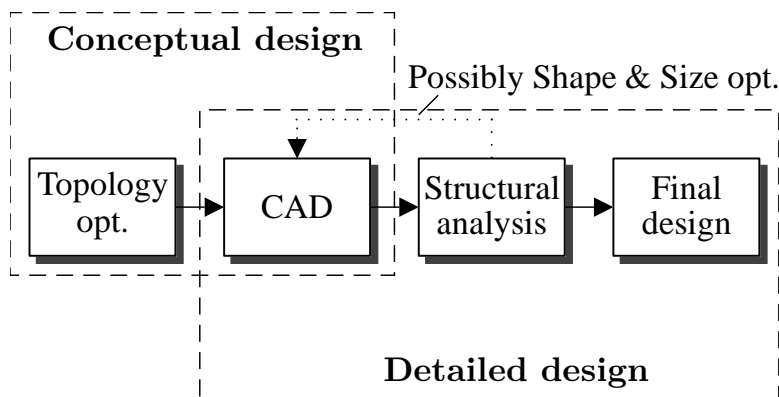 Conceptual design
Possibly Shape & Size opt.
Topology
opt.
CAD
Structural
analysis
Final
design
Detailed design